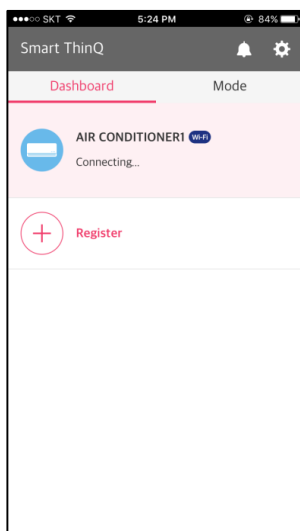 SKT 5:24 PM 84%
Smart ThinQ
Dashboard Mode
AIR CONDITIONER1 Wi-Fi
Connecting...
Register